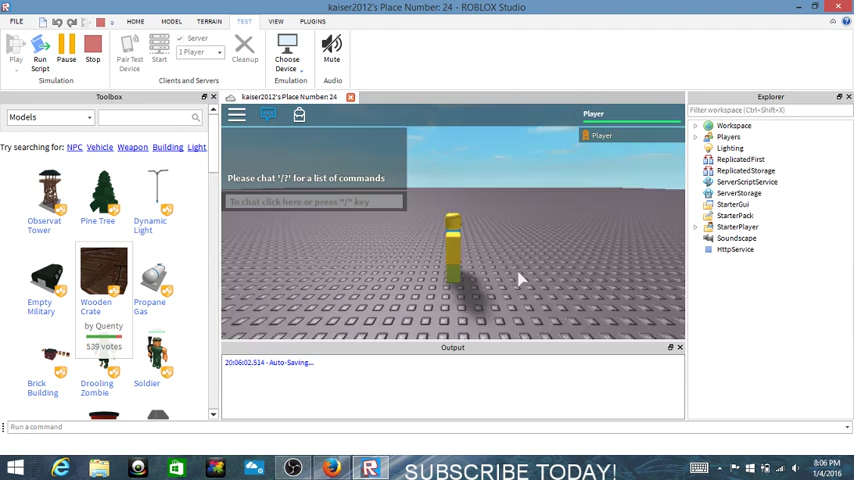 kaiser2012's Place Number: 24 - ROBLOX Studio
FILE
HOME
MODEL
TERRAIN
TEST
VIEW
PLUGINS
Play
Run Script
Pause
Stop
Simulation
Pair Test Device
Start
Server
1 Player
Cleanup
Clients and Servers
Choose Device
Emulation
Mute
Audio
Toolbox
Models
Try searching for: NPC Vehicle Weapon Building Light
Observat Tower
Pine Tree
Dynamic Light
Empty Military
Wooden Crate
by Quenty
539 votes
Propane Gas
Brick Building
Drooling Zombie
Soldier
kaiser2012's Place Number: 24
Player
Player
Please chat '/?' for a list of commands
To chat click here or press "/" key
Output
20:06:02.514 - Auto-Saving...
Explorer
Filter workspace (Ctrl+Shift+X)
Workspace
Players
Lighting
ReplicatedFirst
ReplicatedStorage
ServerScriptService
ServerStorage
StarterGui
StarterPack
StarterPlayer
Soundscape
HttpService
Run a command
SUBSCRIBE TODAY!
8:06 PM
1/4/2016